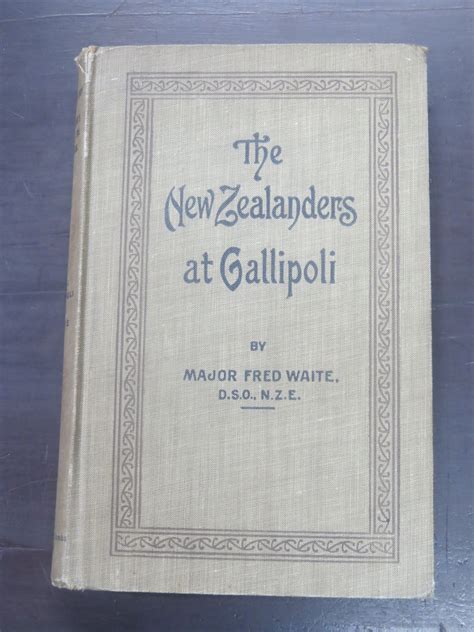 The
New Zealanders
at Gallipoli
BY
MAJOR FRED WAITE,
D.S.O., N.Z.E.